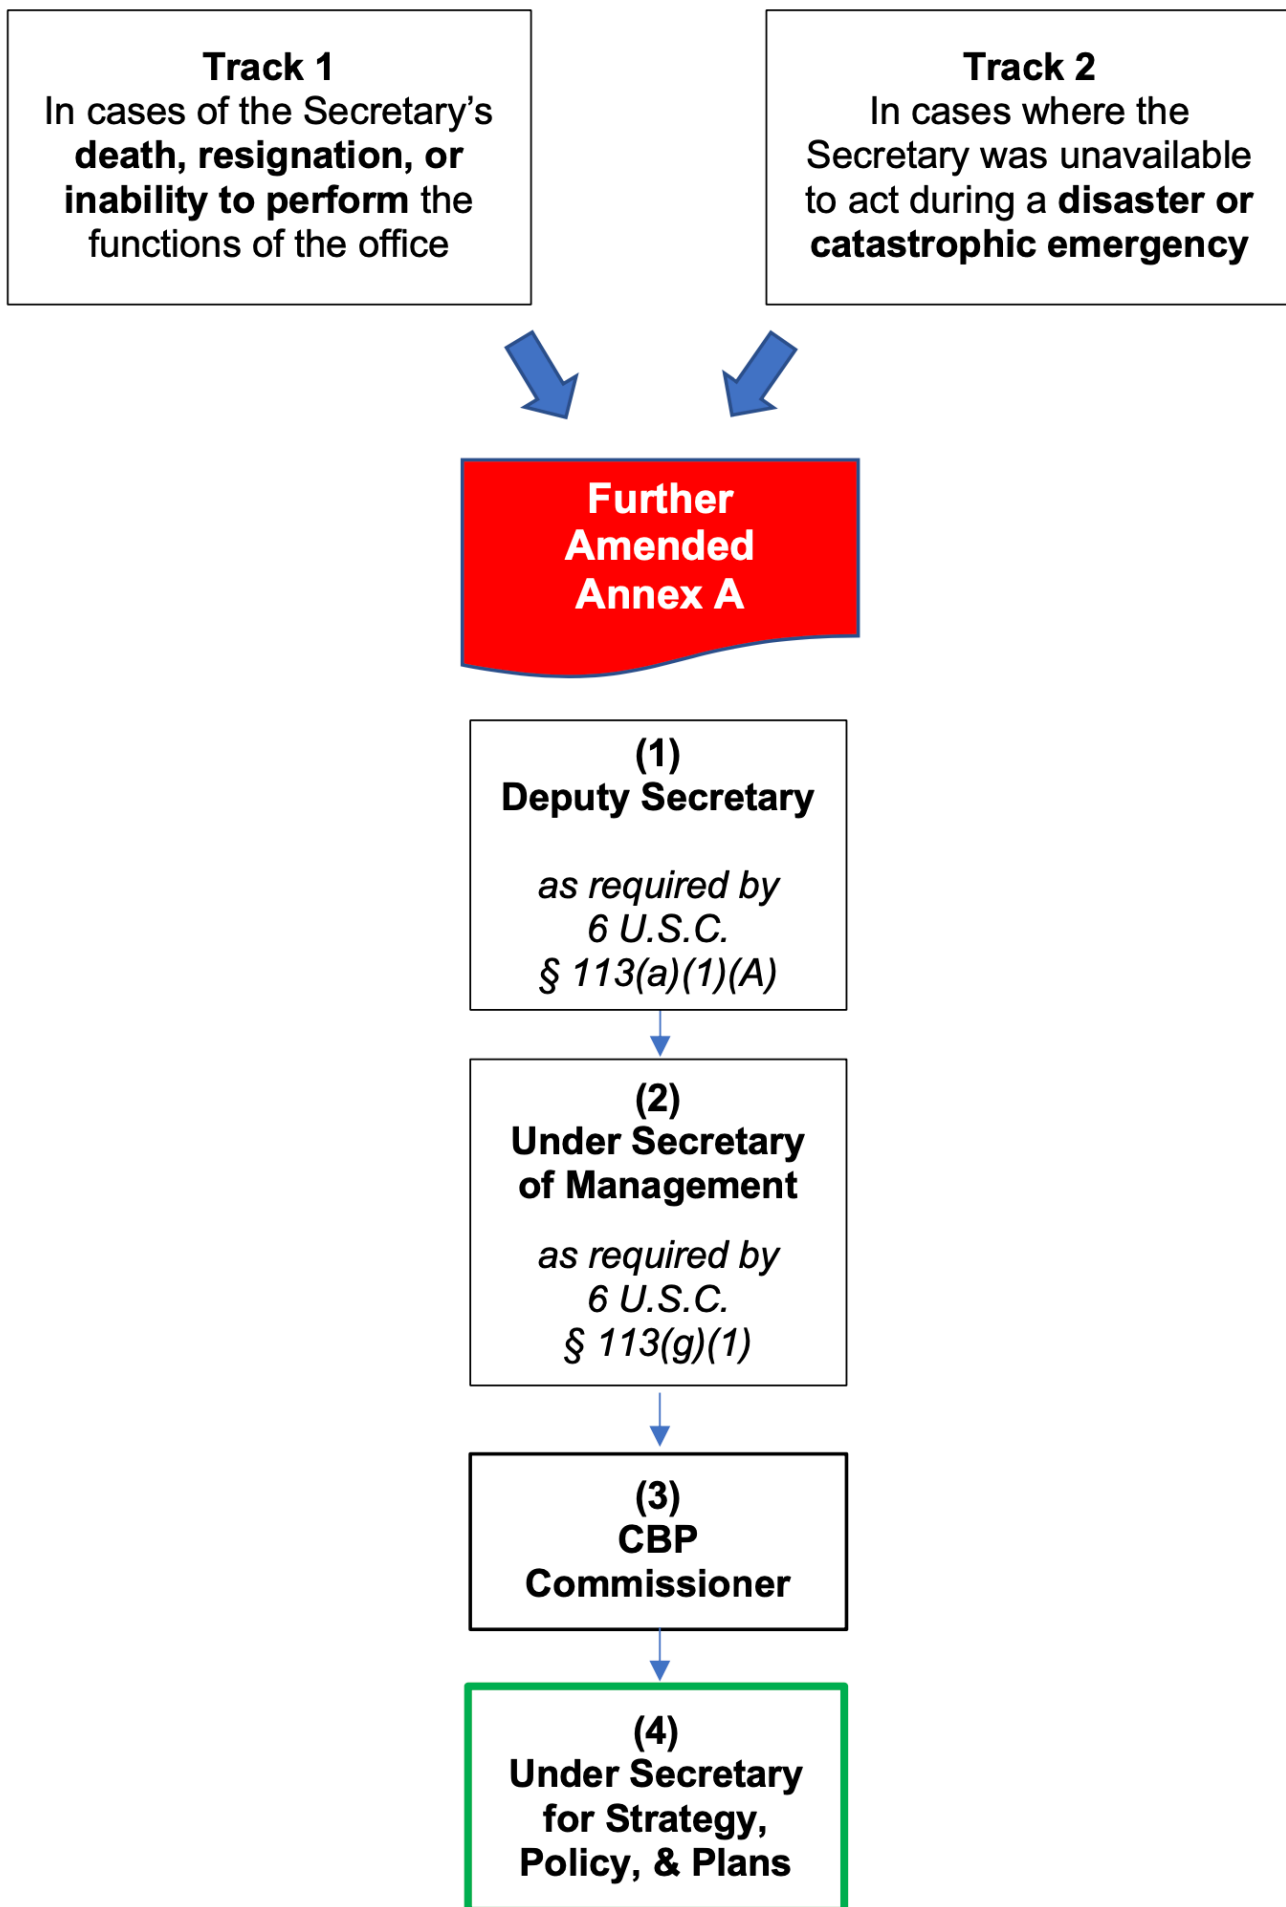 Track 1
In cases of the Secretary’s
death, resignation, or
inability to perform the
functions of the office
Track 2
In cases where the
Secretary was unavailable
to act during a disaster or
catastrophic emergency
Further
Amended
Annex A
(1)
Deputy Secretary
as required by
6 U.S.C.
§ 113(a)(1)(A)
(2)
Under Secretary
of Management
as required by
6 U.S.C.
§ 113(g)(1)
(3)
CBP
Commissioner
(4)
Under Secretary
for Strategy,
Policy, & Plans